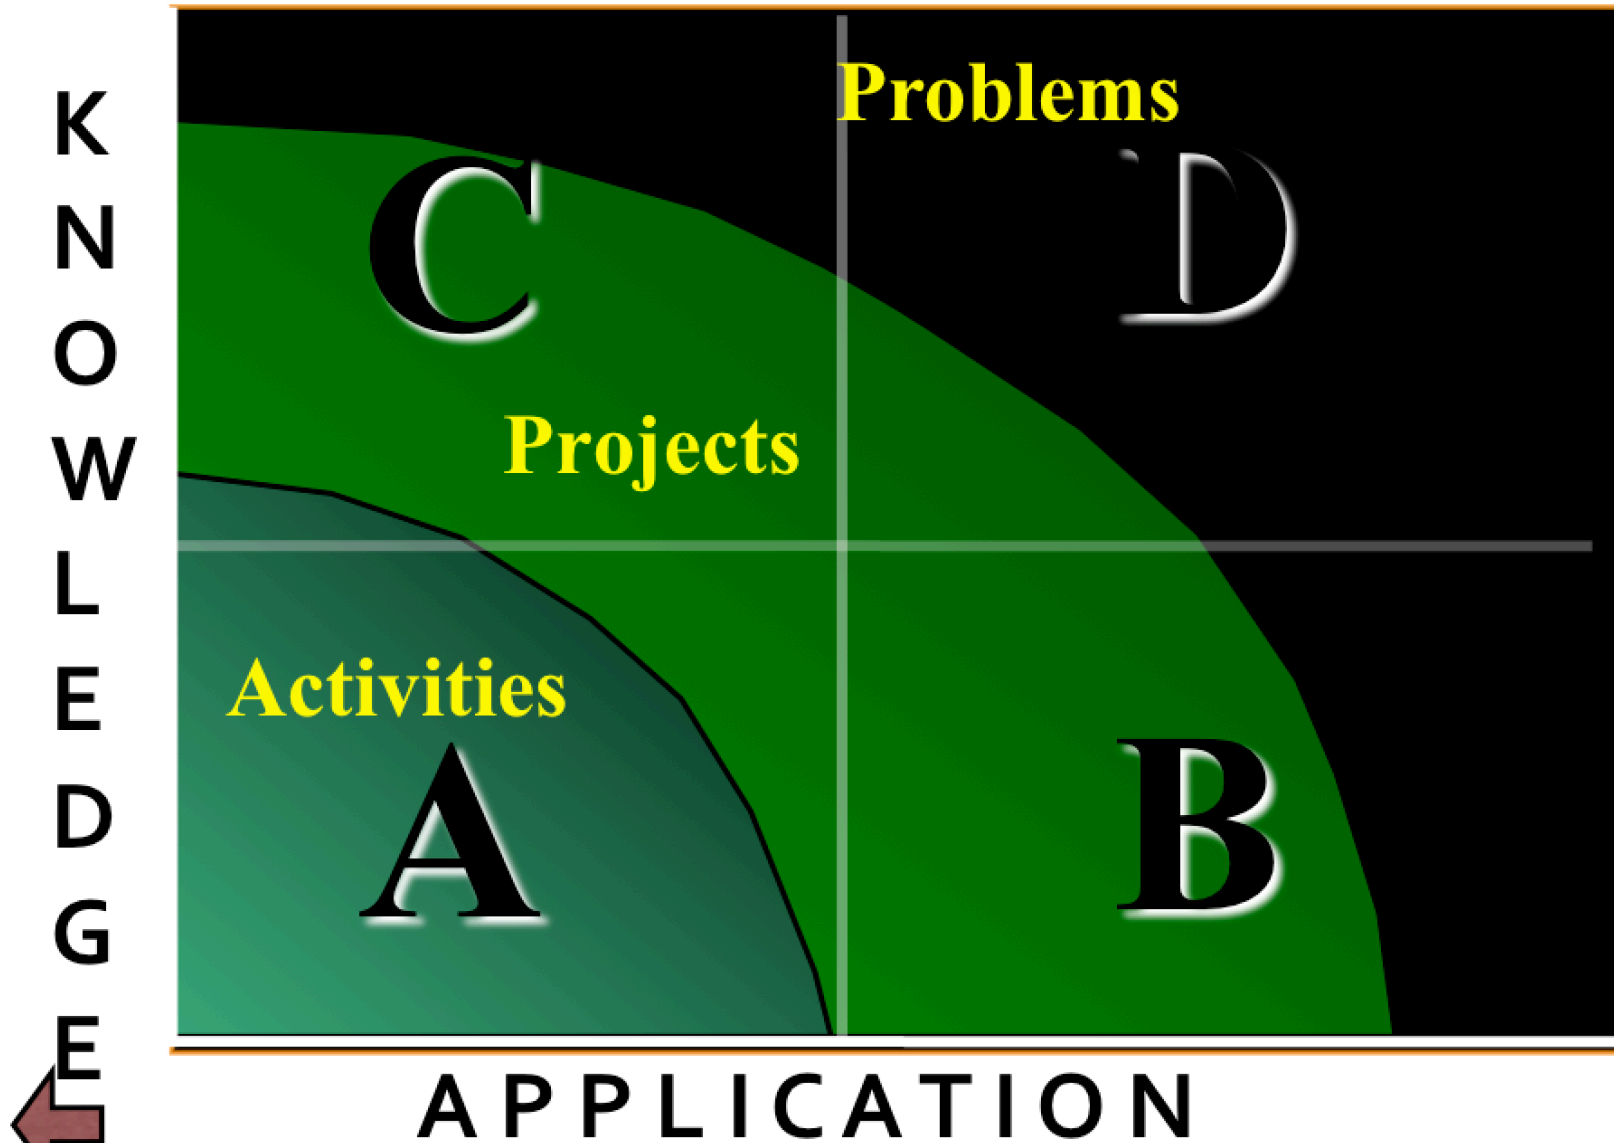 KNOWLEDGE
Problems
C
D
Projects
Activities
A
B
APPLICATION